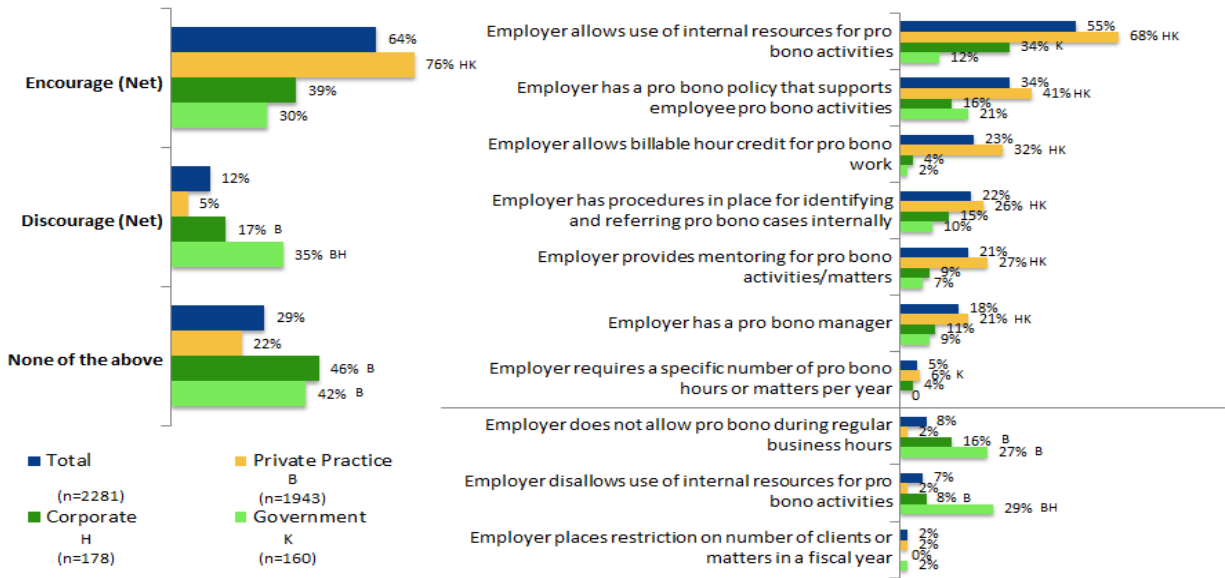 64%
76% HK
Encourage (Net)
39%
30%
12%
5%
Discourage (Net)
17% B
35% BH
29%
22%
None of the above
46% B
42% B
Total
(n=2281)
Private Practice
B
(n=1943)
Corporate
H
(n=178)
Government
K
(n=160)
Employer allows use of internal resources for pro
bono activities
55%
68% HK
34% K
12%
Employer has a pro bono policy that supports
employee pro bono activities
34%
41% HK
16%
21%
Employer allows billable hour credit for pro bono
work
23%
32% HK
4%
2%
Employer has procedures in place for identifying
and referring pro bono cases internally
22%
26% HK
15%
10%
Employer provides mentoring for pro bono
activities/matters
21%
27% HK
9%
7%
Employer has a pro bono manager
18%
21% HK
11%
9%
Employer requires a specific number of pro bono
hours or matters per year
5%
6% K
4%
0
Employer does not allow pro bono during regular
business hours
8%
2%
16% B
27% B
Employer disallows use of internal resources for pro
bono activities
7%
2%
8% B
29% BH
Employer places restriction on number of clients or
matters in a fiscal year
2%
2%
0%
2%